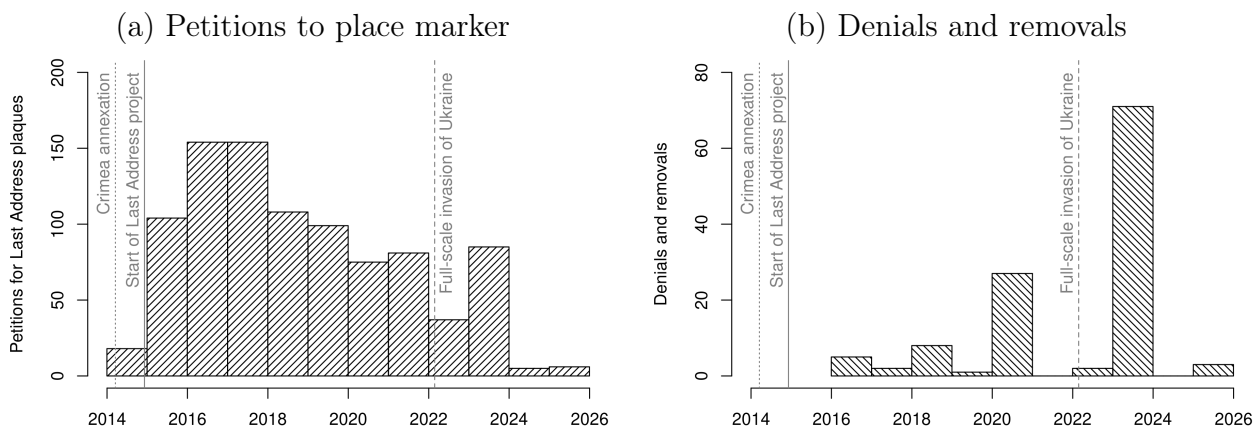 (a) Petitions to place marker
Petitions for Last Address plaques
0
50
100
150
200
Crimea annexation
Start of Last Address project
Full-scale invasion of Ukraine
2014 2016 2018 2020 2022 2024 2026
(b) Denials and removals
Denials and removals
0
20
40
60
80
Crimea annexation
Start of Last Address project
Full-scale invasion of Ukraine
2014 2016 2018 2020 2022 2024 2026